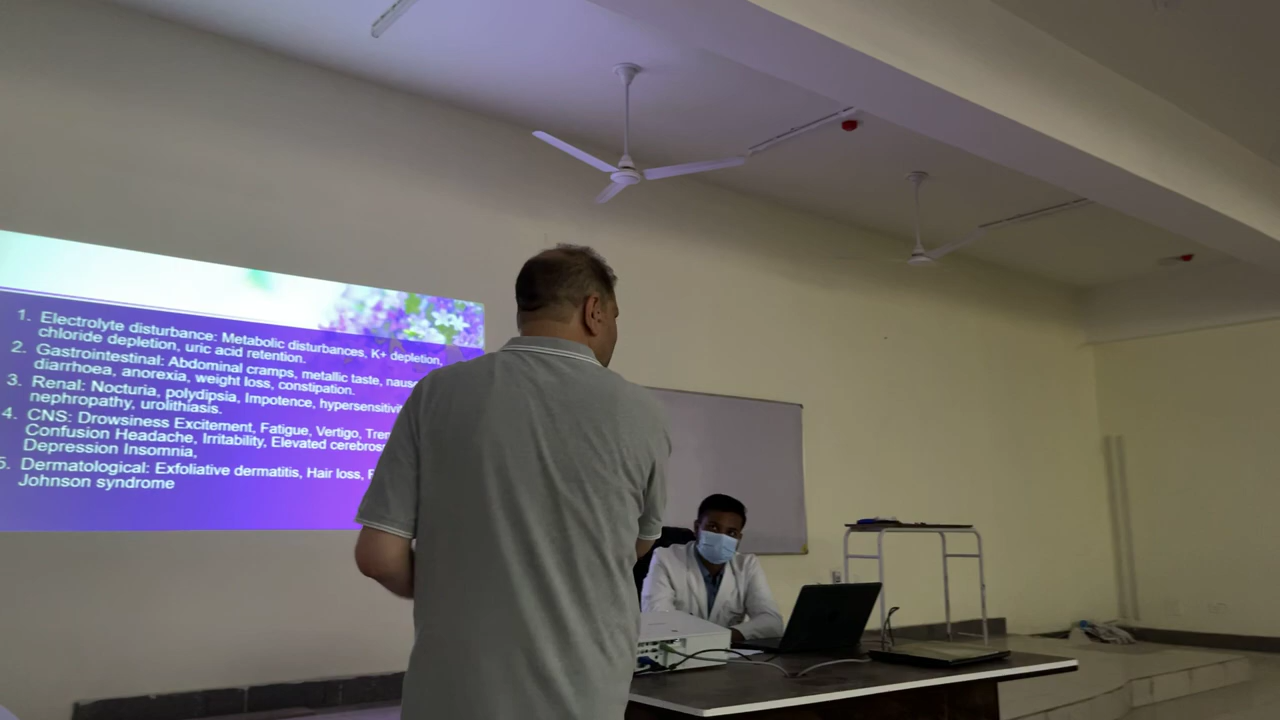 1. Electrolyte disturbance: Metabolic disturbances, K+ depletion,
chloride depletion, uric acid retention.
2. Gastrointestinal: Abdominal cramps, metallic taste,
diarrhoea, anorexia, weight loss, constipation.
3. Renal: Nocturia, polydipsia, Impotence,
nephropathy, urolithiasis.
4. CNS: Drowsiness Excitement, Fatigue, Vertigo,
Confusion Headache, Irritability, Elevated
Depression Insomnia,
5. Dermatological: Exfoliative dermatitis, Hair loss,
Johnson syndrome